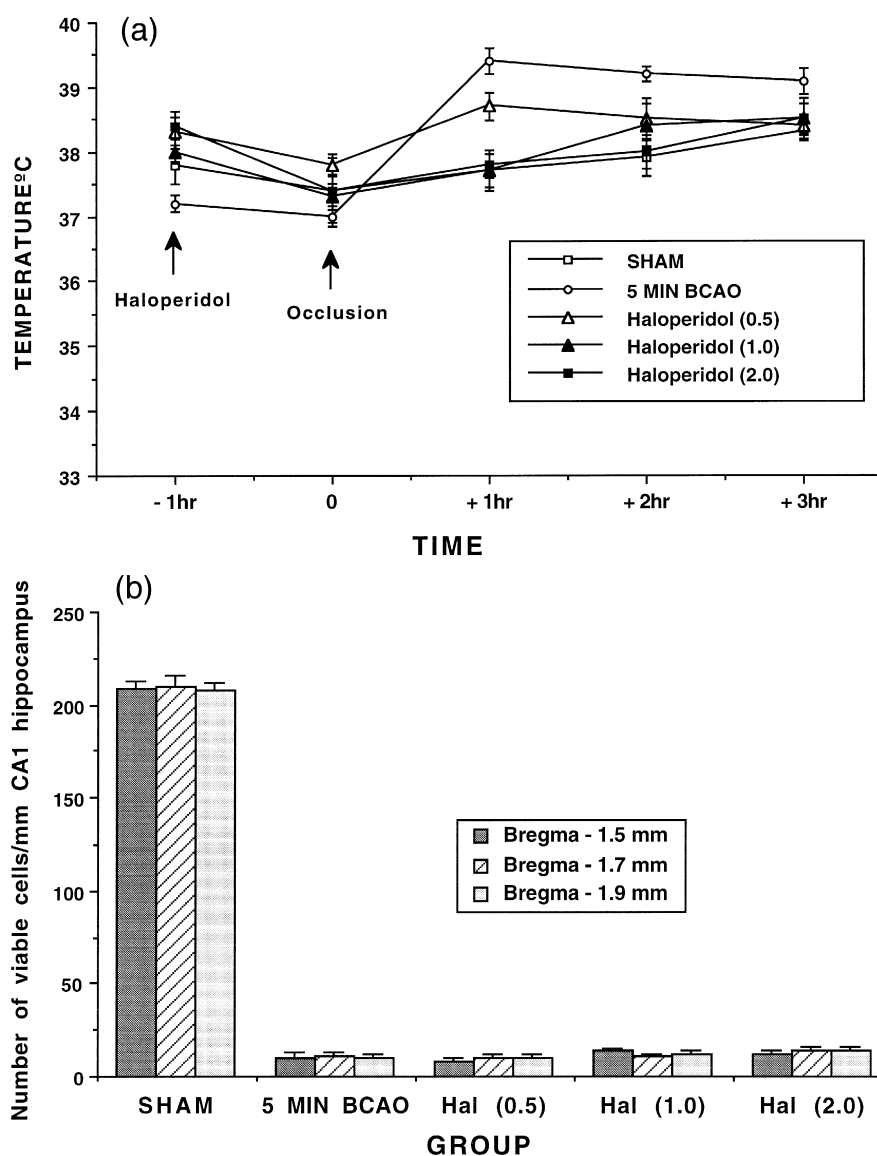 (a)
40
39
38
37
36
35
34
33
TEMPERATUREºC
Haloperidol
Occlusion
SHAM
5 MIN BCAO
Haloperidol (0.5)
Haloperidol (1.0)
Haloperidol (2.0)
- 1hr 0 + 1hr + 2hr + 3hr
TIME
(b)
250
200
150
100
50
0
Number of viable cells/mm CA1 hippocampus
Bregma - 1.5 mm
Bregma - 1.7 mm
Bregma - 1.9 mm
SHAM 5 MIN BCAO Hal (0.5) Hal (1.0) Hal (2.0)
GROUP